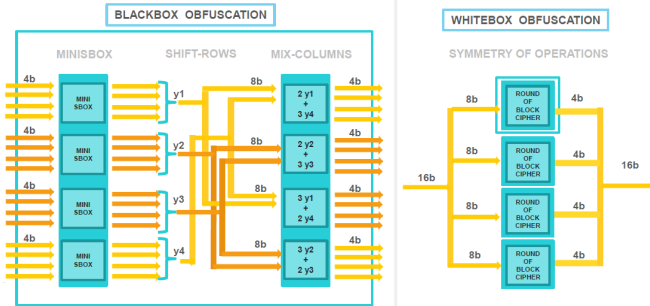 BLACKBOX OBFUSCATION
MINISBOX
SHIFT-ROWS
MIX-COLUMNS
4b
8b
4b
MINI
SBOX
y1
2 y1
+
3 y4
4b
y2
8b
4b
MINI
SBOX
2 y2
+
3 y3
4b
y3
8b
4b
MINI
SBOX
3 y1
+
2 y4
4b
y4
8b
4b
MINI
SBOX
3 y2
+
2 y3
WHITEBOX OBFUSCATION
SYMMETRY OF OPERATIONS
8b
4b
ROUND
OF
BLOCK
CIPHER
8b
4b
ROUND
OF
BLOCK
CIPHER
16b
16b
8b
4b
ROUND
OF
BLOCK
CIPHER
8b
4b
ROUND
OF
BLOCK
CIPHER